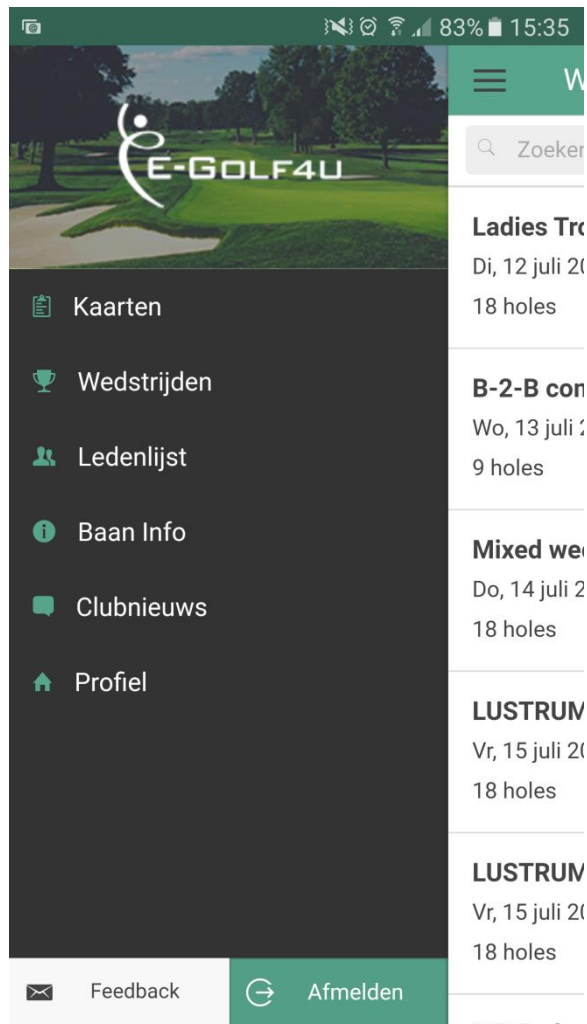 83% 15:35
E-GOLF4U
Kaarten
Wedstrijden
Ledenlijst
Baan Info
Clubnieuws
Profiel
Feedback
Afmelden
W
Zoeken
Ladies Tro
Di, 12 juli 20
18 holes
B-2-B con
Wo, 13 juli 2
9 holes
Mixed wee
Do, 14 juli 2
18 holes
LUSTRUM
Vr, 15 juli 20
18 holes
LUSTRUM
Vr, 15 juli 20
18 holes